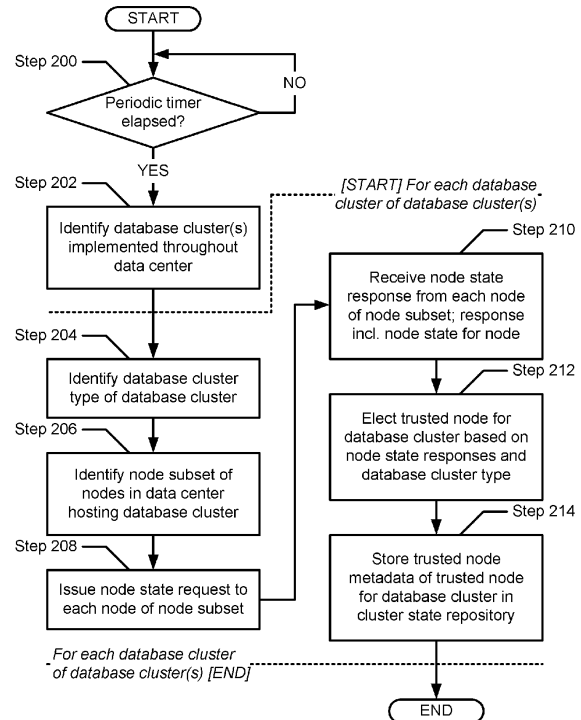 START
Step 200
Periodic timer
elapsed?
NO
YES
Step 202
Identify database cluster(s)
implemented throughout
data center
[START] For each database
cluster of database cluster(s)
Step 204
Identify database cluster
type of database cluster
Step 206
Identify node subset of
nodes in data center
hosting database cluster
Step 208
Issue node state request to
each node of node subset
Step 210
Receive node state
response from each node
of node subset; response
incl. node state for node
Step 212
Elect trusted node for
database cluster based on
node state responses and
database cluster type
Step 214
Store trusted node
metadata of trusted node
for database cluster in
cluster state repository
For each database cluster
of database cluster(s) [END]
END